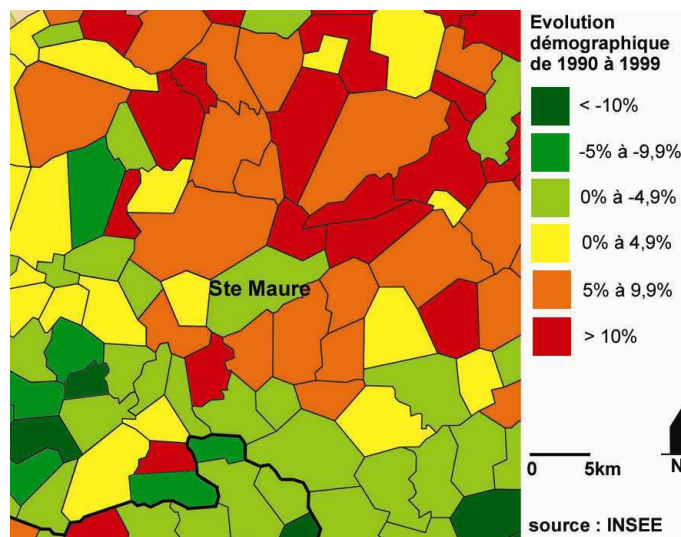 Evolution
démographique
de 1990 à 1999
< -10%
-5% à -9,9%
0% à -4,9%
0% à 4,9%
5% à 9,9%
> 10%
Ste Maure
0 5km
N
source : INSEE